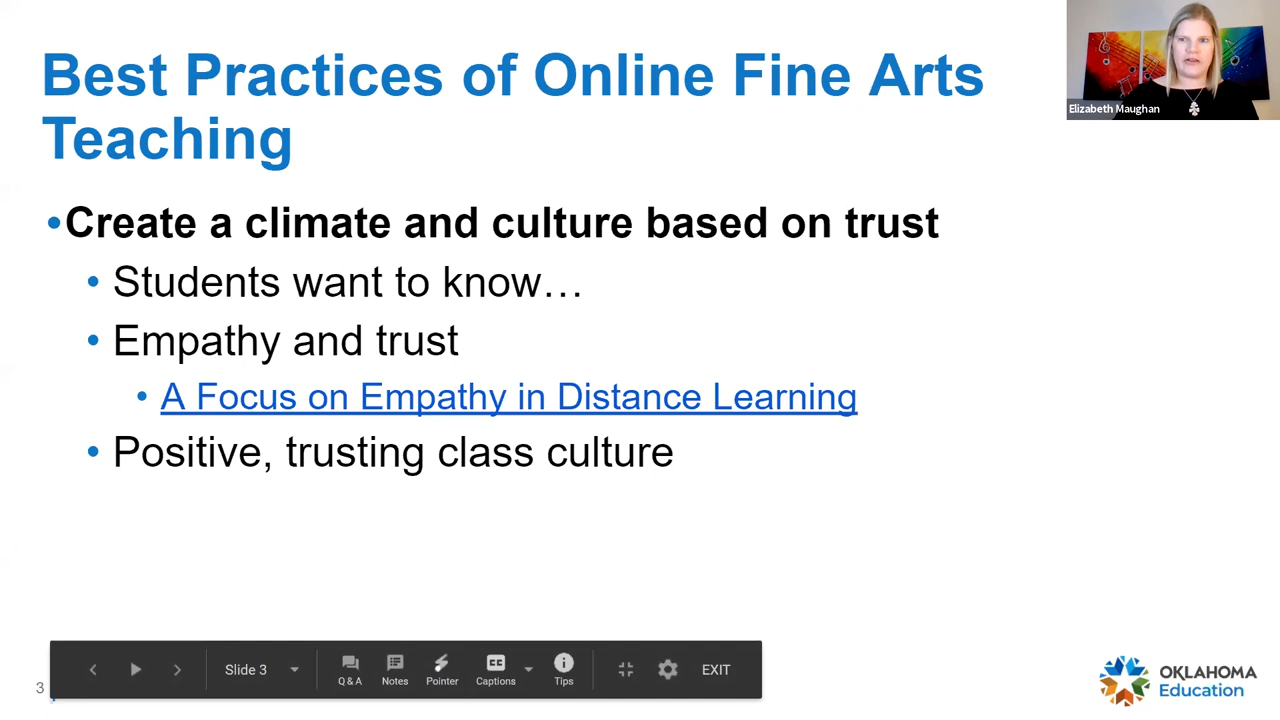 Best Practices of Online Fine Arts
Teaching
•Create a climate and culture based on trust
• Students want to know…
• Empathy and trust
• A Focus on Empathy in Distance Learning
• Positive, trusting class culture
Elizabeth Maughan
3
Slide 3
Q & A
Notes
Pointer
CC
Captions
Tips
EXIT
OKLAHOMA
Education